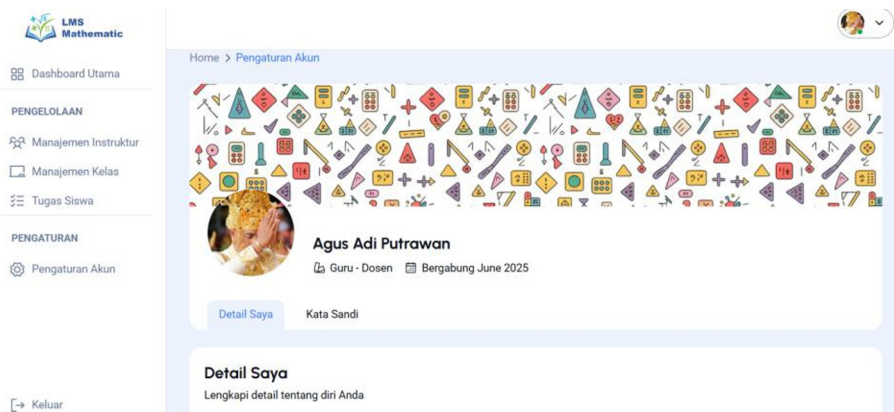 LMS
Mathematic
Dashboard Utama
PENGELOLAAN
Manajemen Instruktur
Manajemen Kelas
Tugas Siswa
PENGATURAN
Pengaturan Akun
Keluar
Home > Pengaturan Akun
Agus Adi Putrawan
Guru - Dosen Bergabung June 2025
Detail Saya Kata Sandi
Detail Saya
Lengkapi detail tentang diri Anda